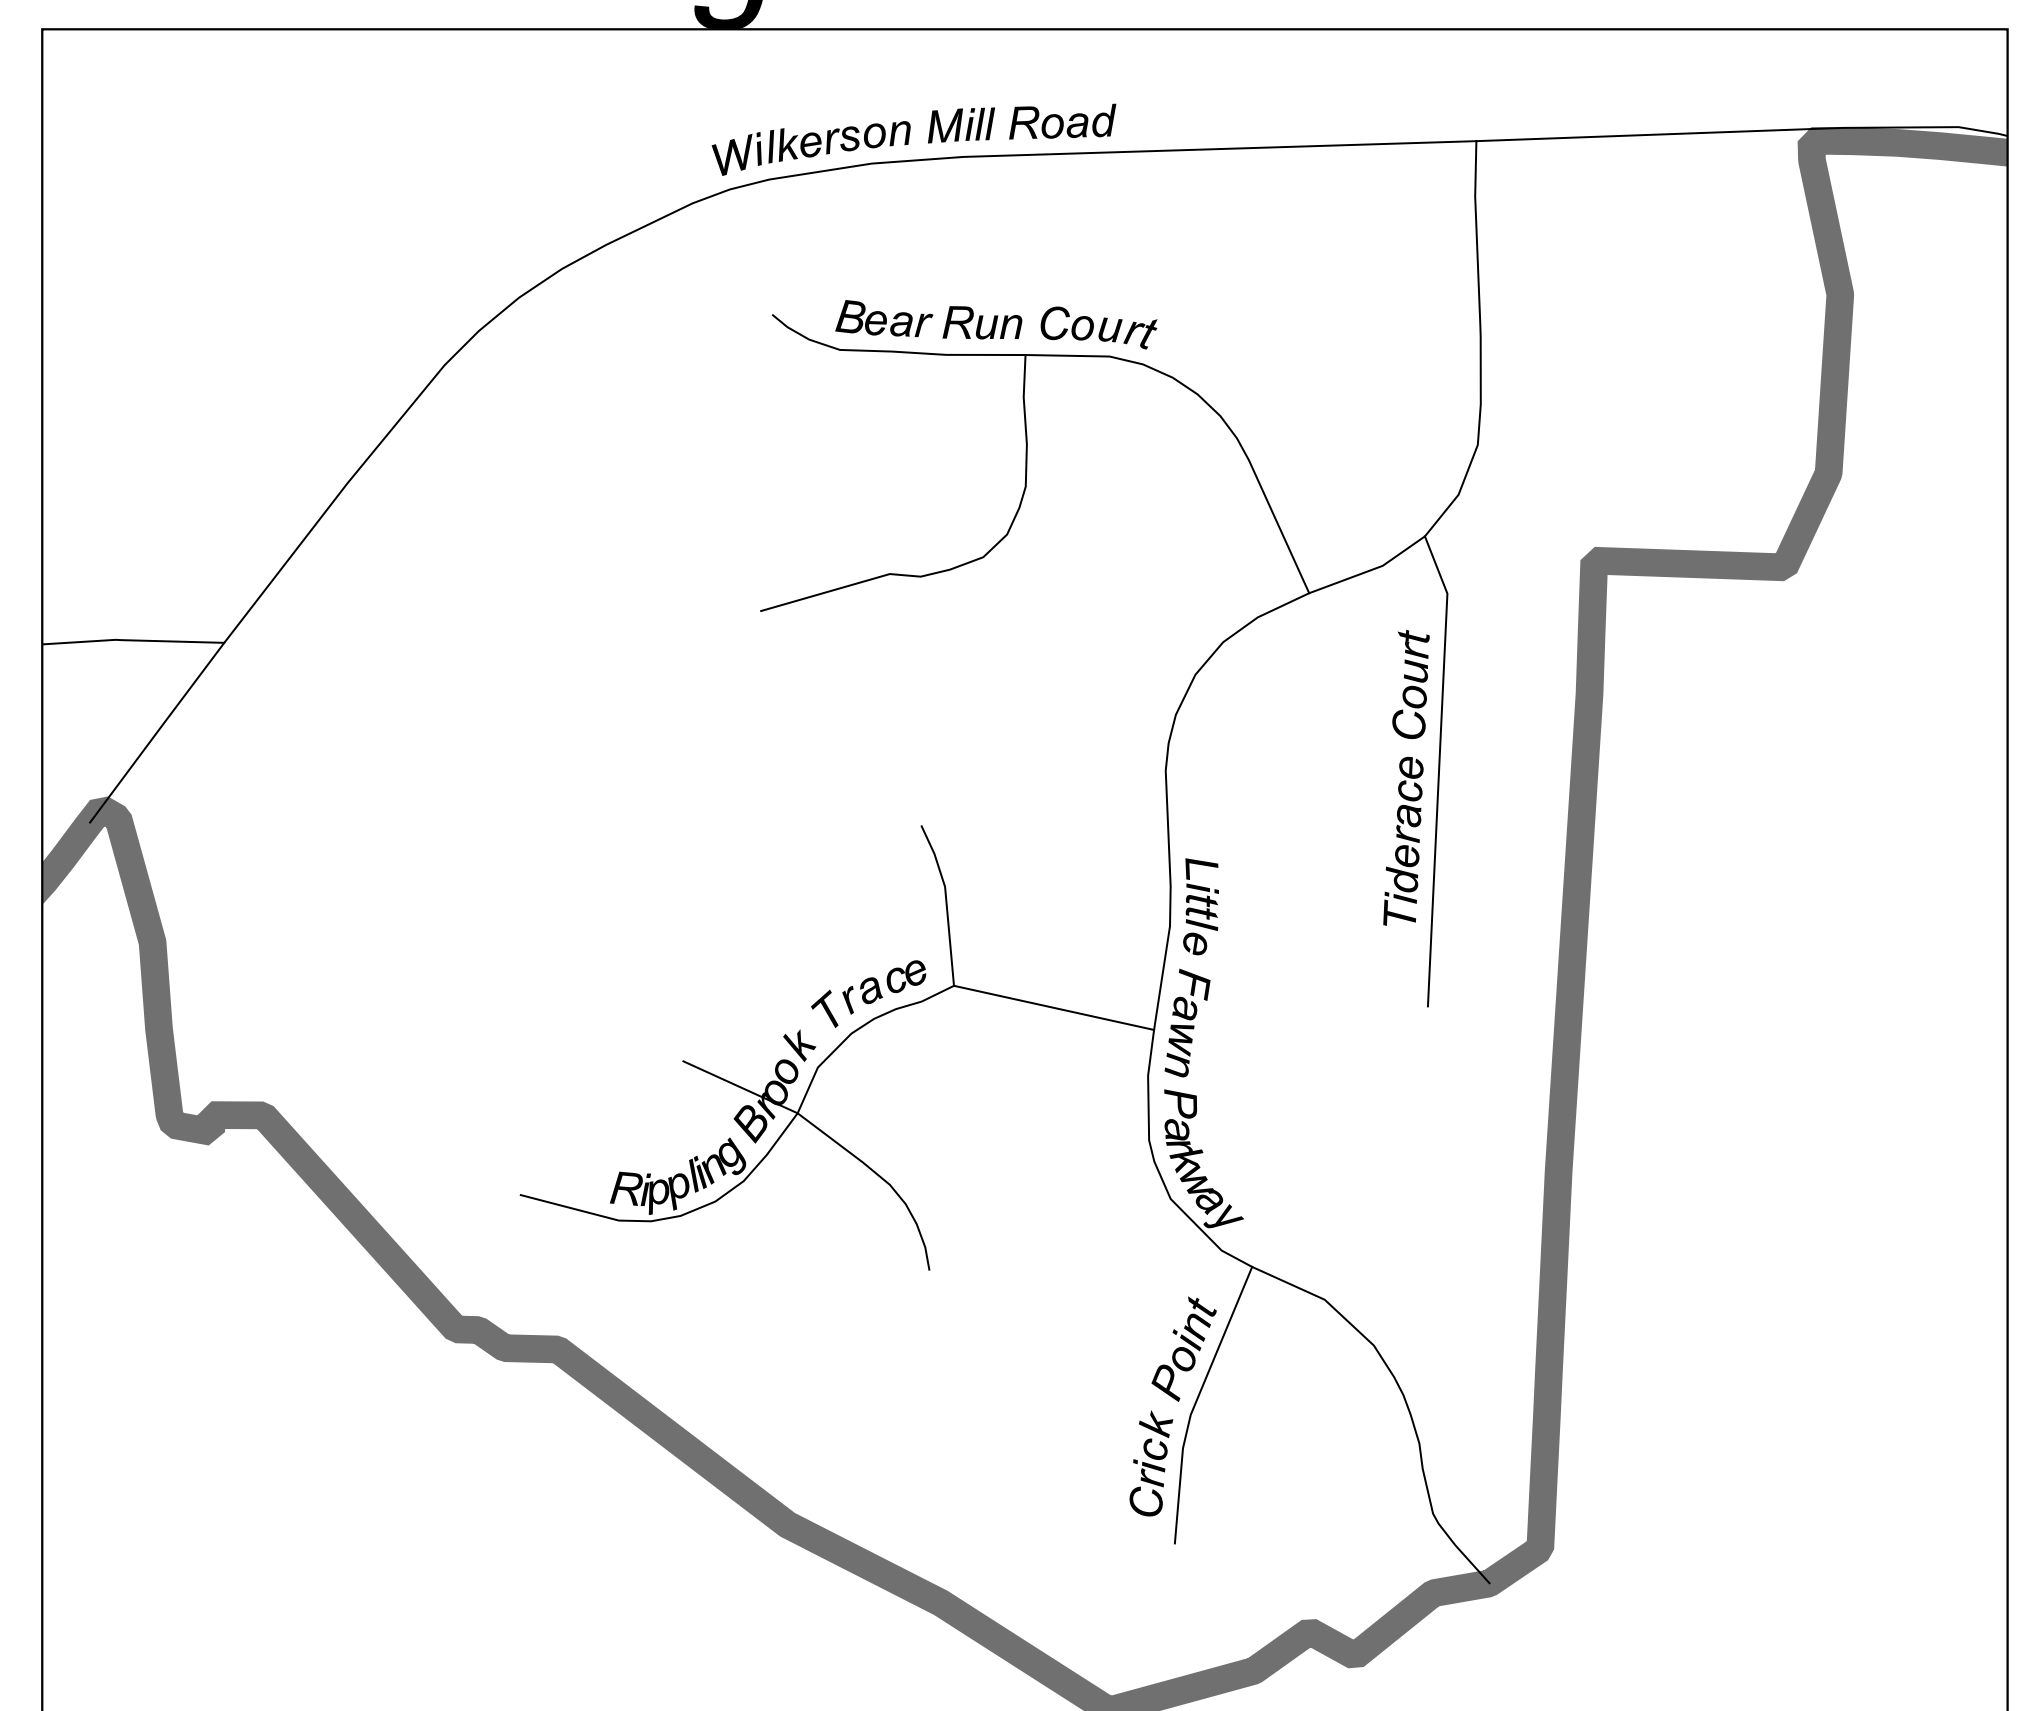 Wilkerson Mill Road
Bear Run Court
Tiderace Court
Little Fawn Parkway
Rippling Brook Trace
Crick Point